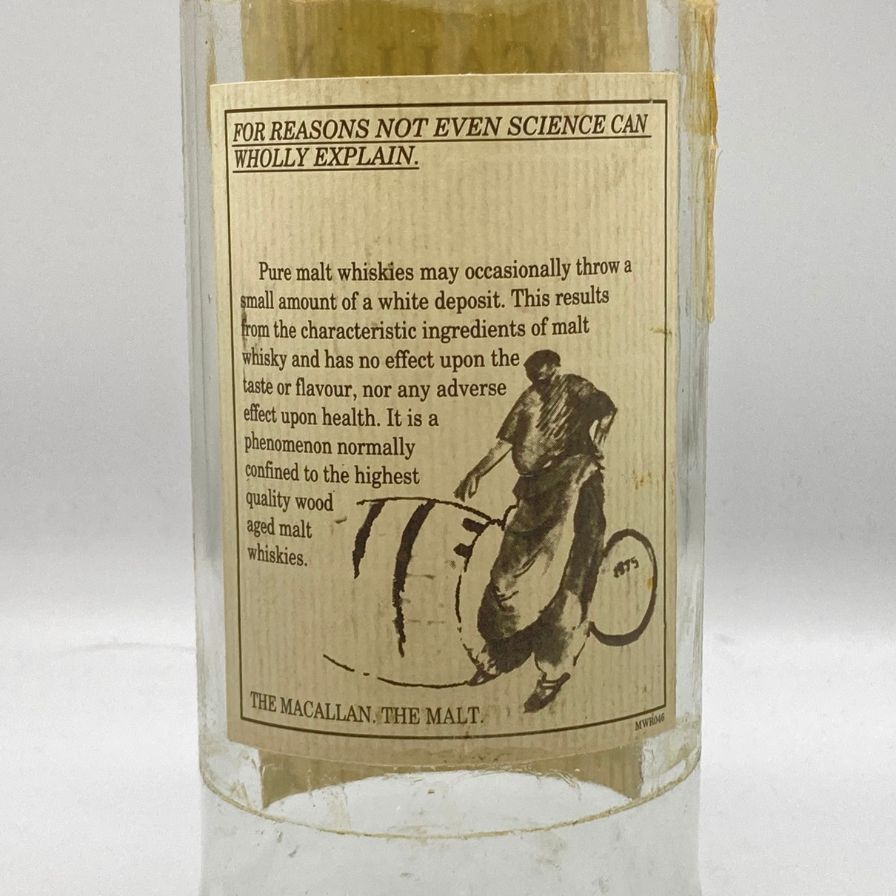 FOR REASONS NOT EVEN SCIENCE CAN
WHOLLY EXPLAIN.
Pure malt whiskies may occasionally throw a
small amount of a white deposit. This results
from the characteristic ingredients of malt
whisky and has no effect upon the
taste or flavour, nor any adverse
effect upon health. It is a
phenomenon normally
confined to the highest
quality wood
aged malt
whiskies.
1875
THE MACALLAN. THE MALT.
MWR046